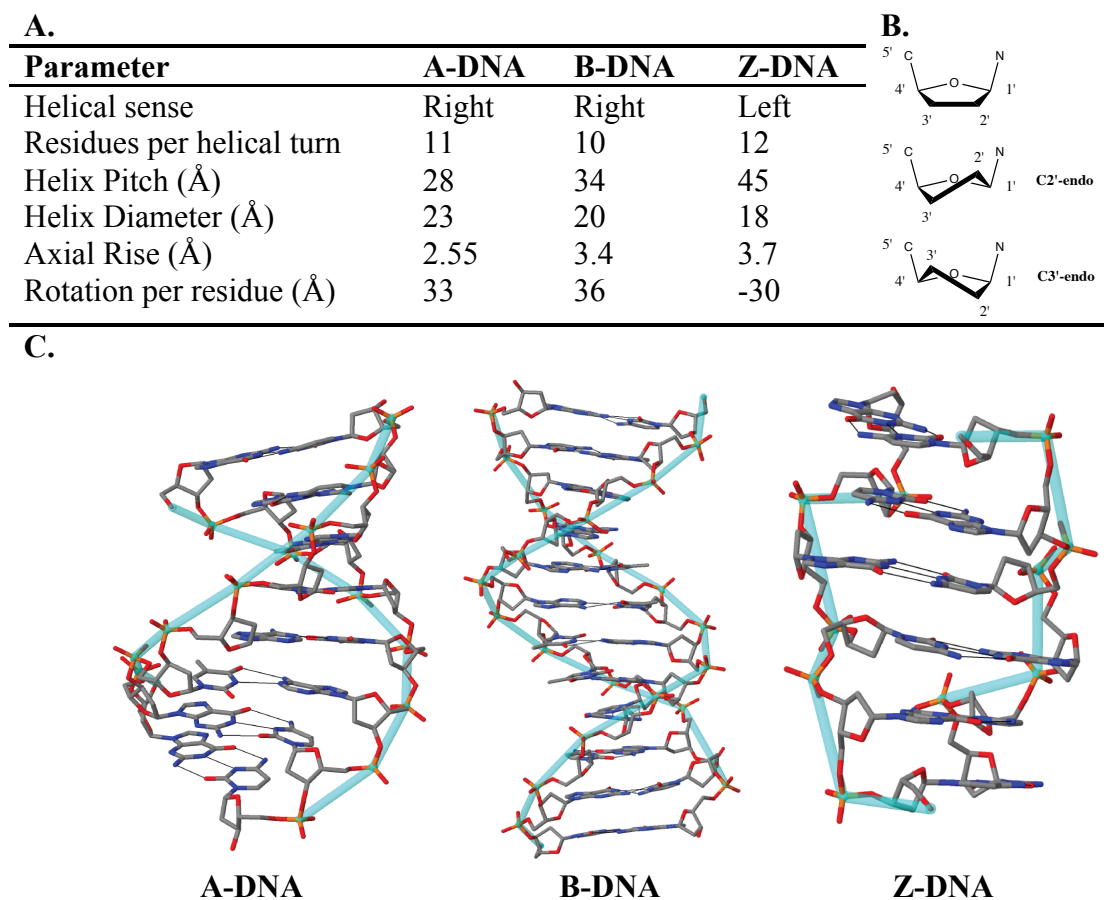 A.
Parameter A-DNA B-DNA Z-DNA
Helical sense Right Right Left
Residues per helical turn 11 10 12
Helix Pitch (Å) 28 34 45
Helix Diameter (Å) 23 20 18
Axial Rise (Å) 2.55 3.4 3.7
Rotation per residue (Å) 33 36 -30
B.
5' C N
O
4' 1'
3' 2'
5' C N
2'
O
4' 1' C2'-endo
3'
5' C N
3'
O
4' 1' C3'-endo
2'
C.
A-DNA B-DNA Z-DNA